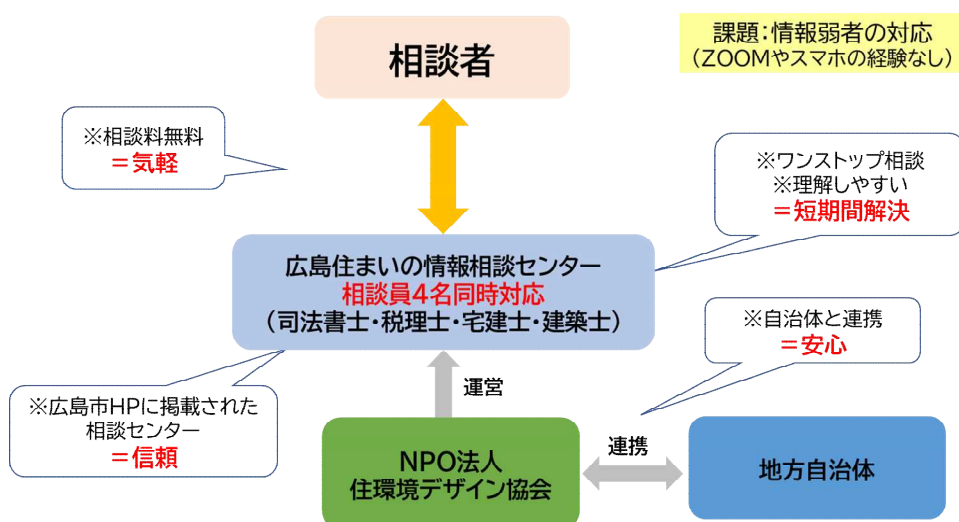 課題：情報弱者の対応
（ZOOMやスマホの経験なし）
相談者
※相談料無料
＝気軽
※ワンストップ相談
※理解しやすい
＝短期間解決
広島住まいの情報相談センター
相談員4名同時対応
（司法書士・税理士・宅建士・建築士）
※自治体と連携
＝安心
運営
※広島市HPに掲載された
相談センター
＝信頼
NPO法人
住環境デザイン協会
連携
地方自治体